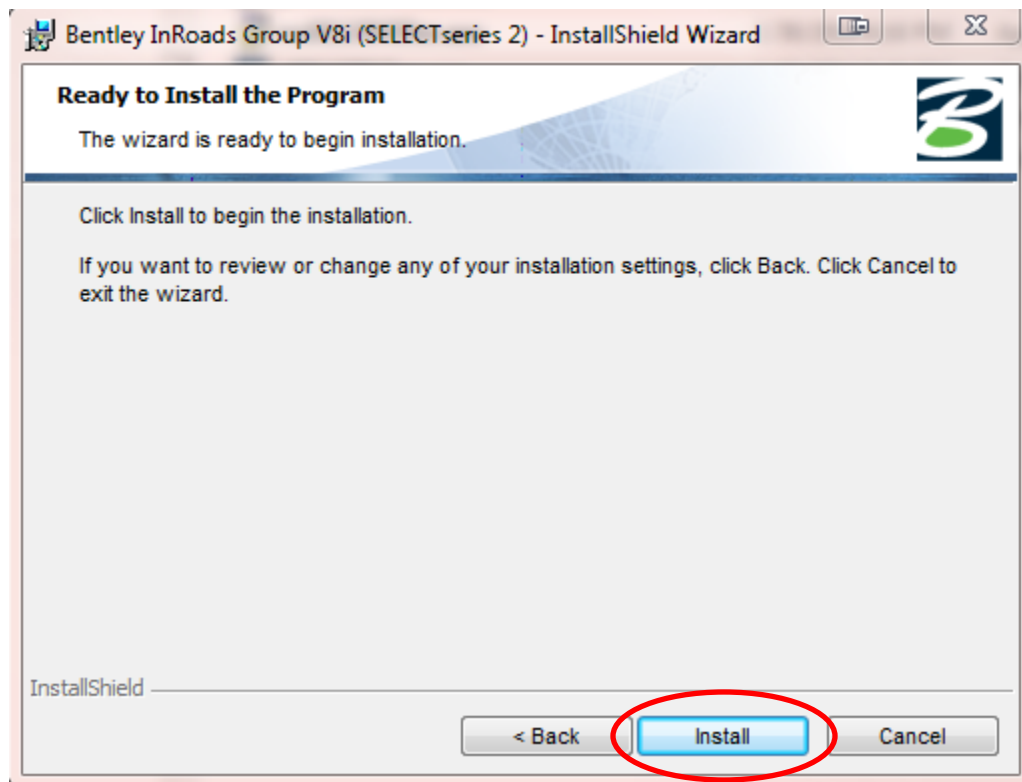 Bentley InRoads Group V8i (SELECTseries 2) - InstallShield Wizard
Ready to Install the Program
The wizard is ready to begin installation.
Click Install to begin the installation.
If you want to review or change any of your installation settings, click Back. Click Cancel to
exit the wizard.
InstallShield
< Back Install Cancel